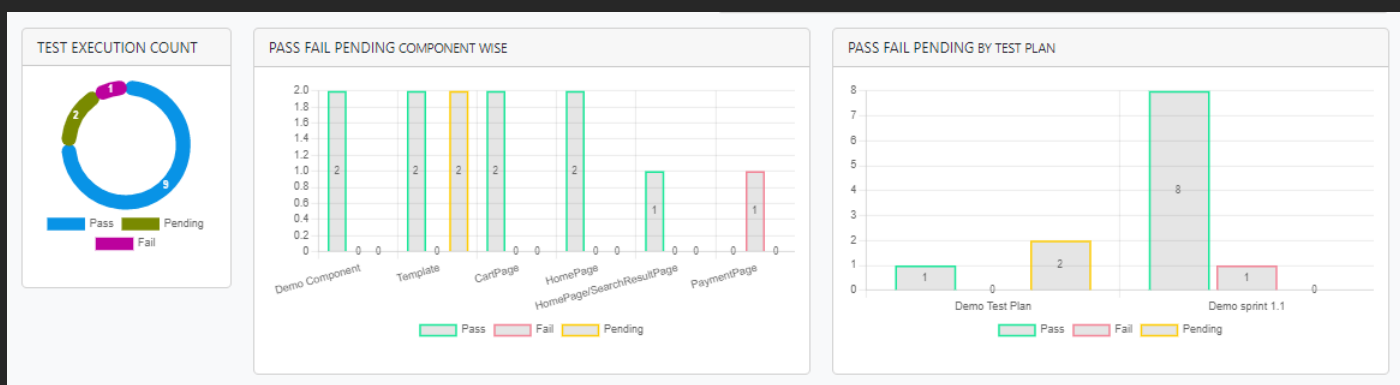 TEST EXECUTION COUNT
1
2
9
Pass Pending
Fail
PASS FAIL PENDING COMPONENT WISE
2.0
1.8
1.6
1.4
1.2
1.0
0.8
0.6
0.4
0.2
0
2 0 0
2 0 2
2 0 0
2 0 0
1 0 0
0 1 0
Demo Component
Template
CartPage
HomePage
HomePage/SearchResultPage
PaymentPage
Pass Fail Pending
PASS FAIL PENDING BY TEST PLAN
8
7
6
5
4
3
2
1
0
1 0 2
8 1 0
Demo Test Plan Demo sprint 1.1
Pass Fail Pending